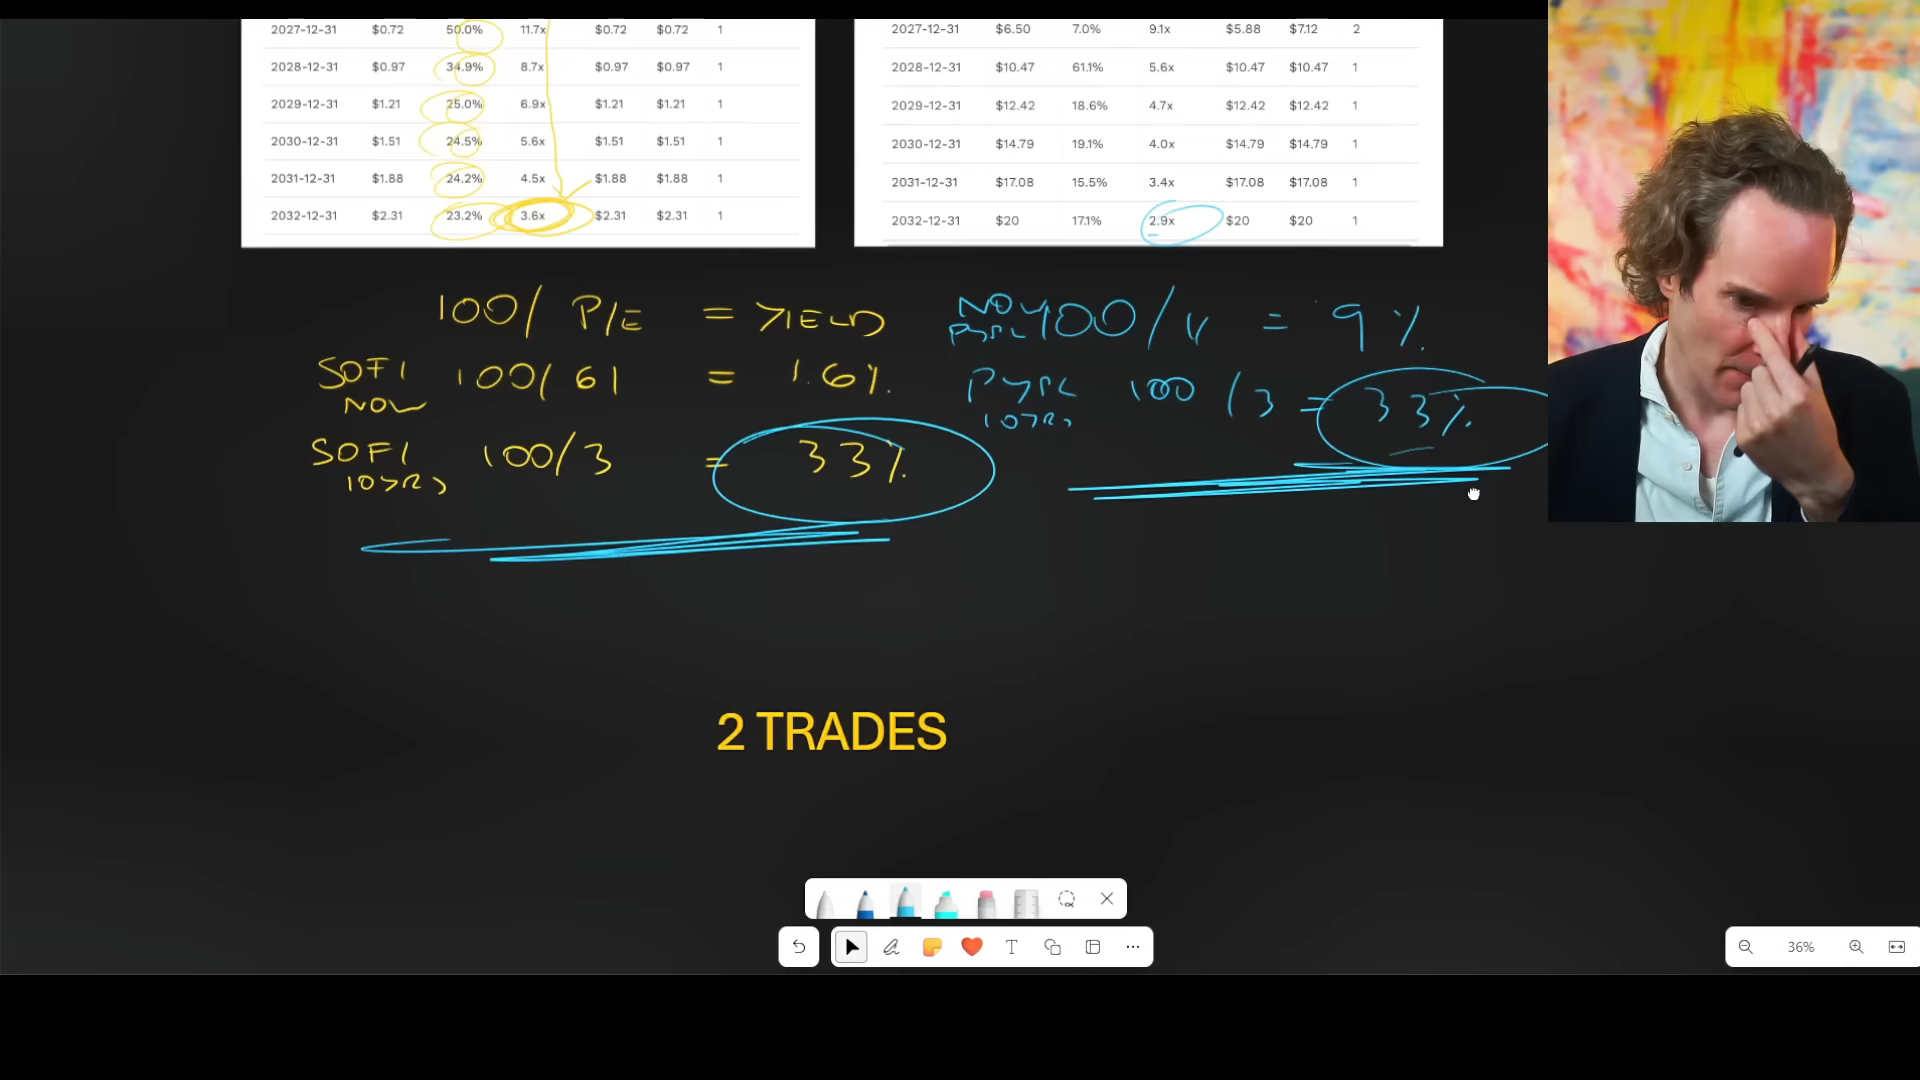 2027-12-31 $0.72 50.0% 11.7x $0.72 $0.72 1
2028-12-31 $0.97 34.9% 8.7x $0.97 $0.97 1
2029-12-31 $1.21 25.0% 6.9x $1.21 $1.21 1
2030-12-31 $1.51 24.5% 5.6x $1.51 $1.51 1
2031-12-31 $1.88 24.2% 4.5x $1.88 $1.88 1
2032-12-31 $2.31 23.2% 3.6x $2.31 $2.31 1
2027-12-31 $6.50 7.0% 9.1x $5.88 $7.12 2
2028-12-31 $10.47 61.1% 5.6x $10.47 $10.47 1
2029-12-31 $12.42 18.6% 4.7x $12.42 $12.42 1
2030-12-31 $14.79 19.1% 4.0x $14.79 $14.79 1
2031-12-31 $17.08 15.5% 3.4x $17.08 $17.08 1
2032-12-31 $20 17.1% 2.9x $20 $20 1
100/ P/E = YIELD
SOFI 100/61 = 1.6%
NOW
SOFI 100/3 = 33%
10YRS
NOW 100/11 = 9%
PYPL
PYPL 100/3 = 33%
10YRS
2 TRADES
36%